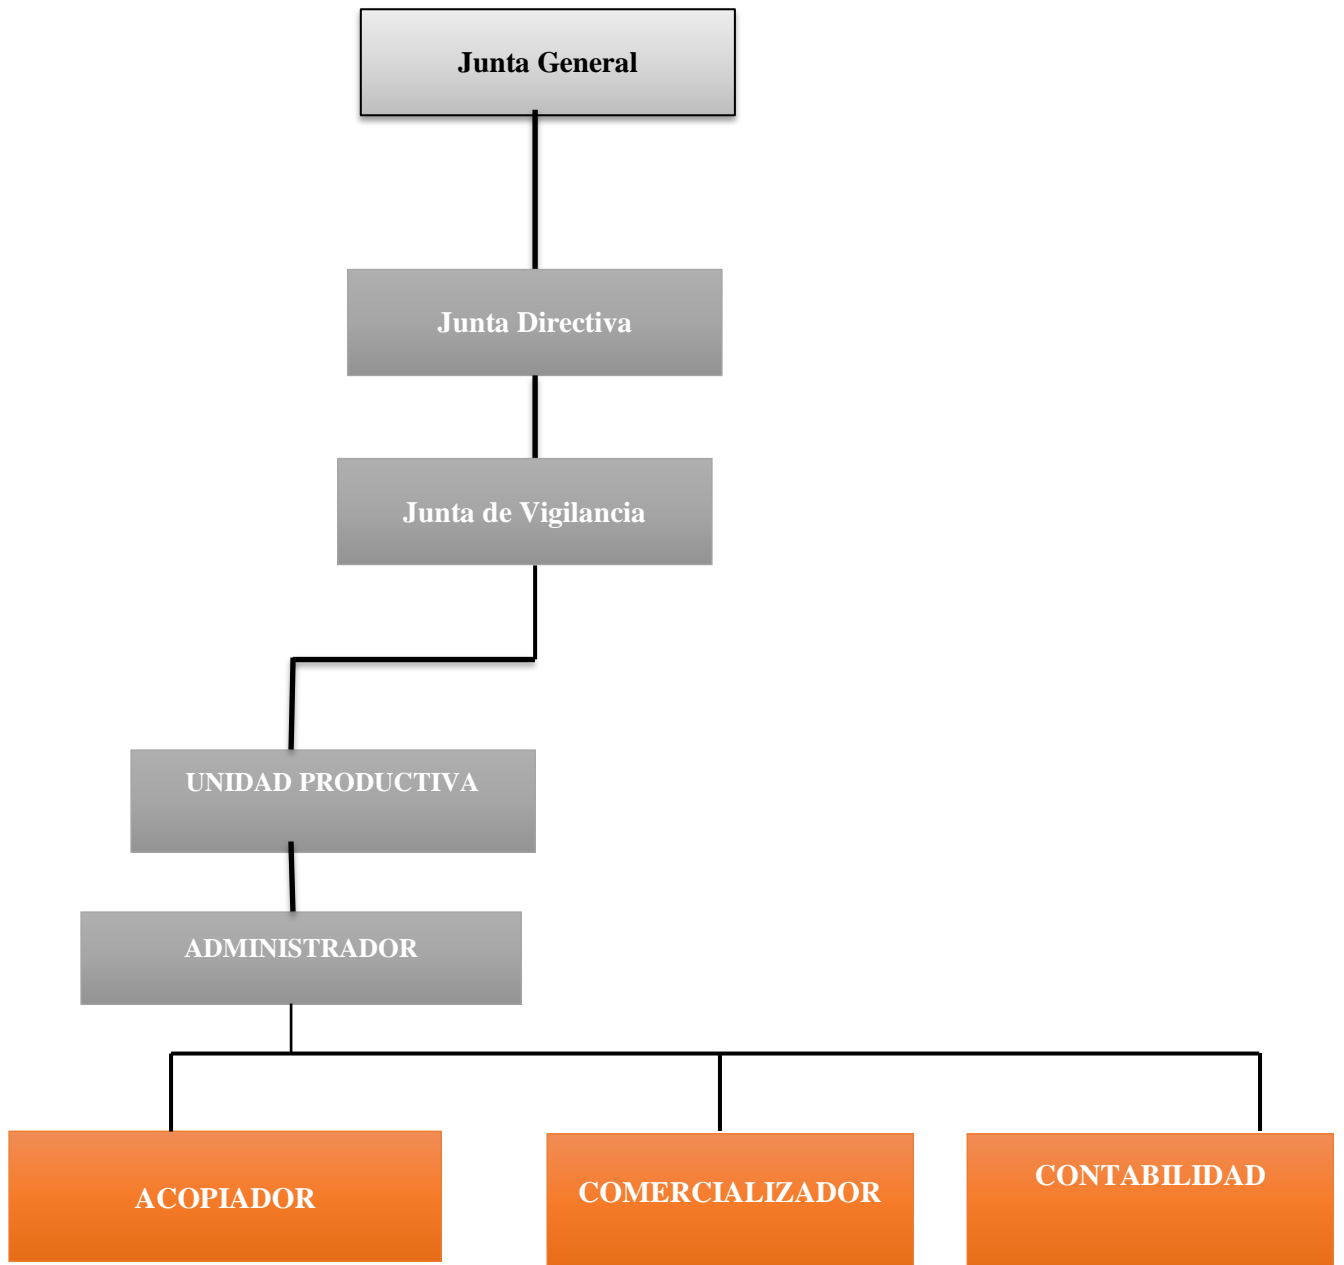 Junta General
Junta Directiva
Junta de Vigilancia
UNIDAD PRODUCTIVA
ADMINISTRADOR
ACOPIADOR
COMERCIALIZADOR
CONTABILIDAD